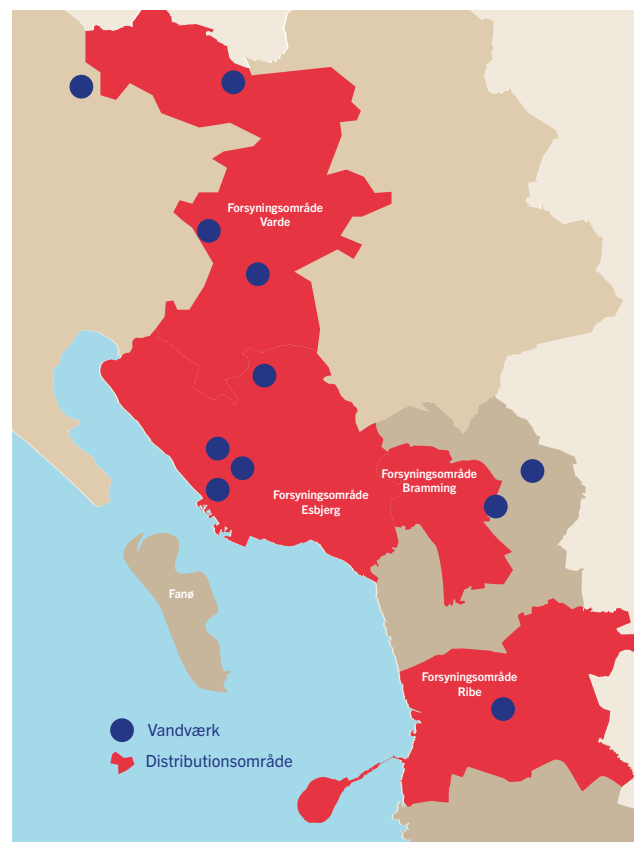 Forsyningsområde
Varde
Forsyningsområde
Bramming
Forsyningsområde
Esbjerg
Fanø
Forsyningsområde
Ribe
Vandværk
Distributionsområde